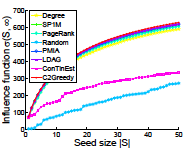 Influence function σ(S, ∞)
700
600
500
400
300
200
100
0
Degree
SP1M
PageRank
Random
PMIA
LDAG
ConTinEst
C2Greedy
0 10 20 30 40 50
Seed size |S|